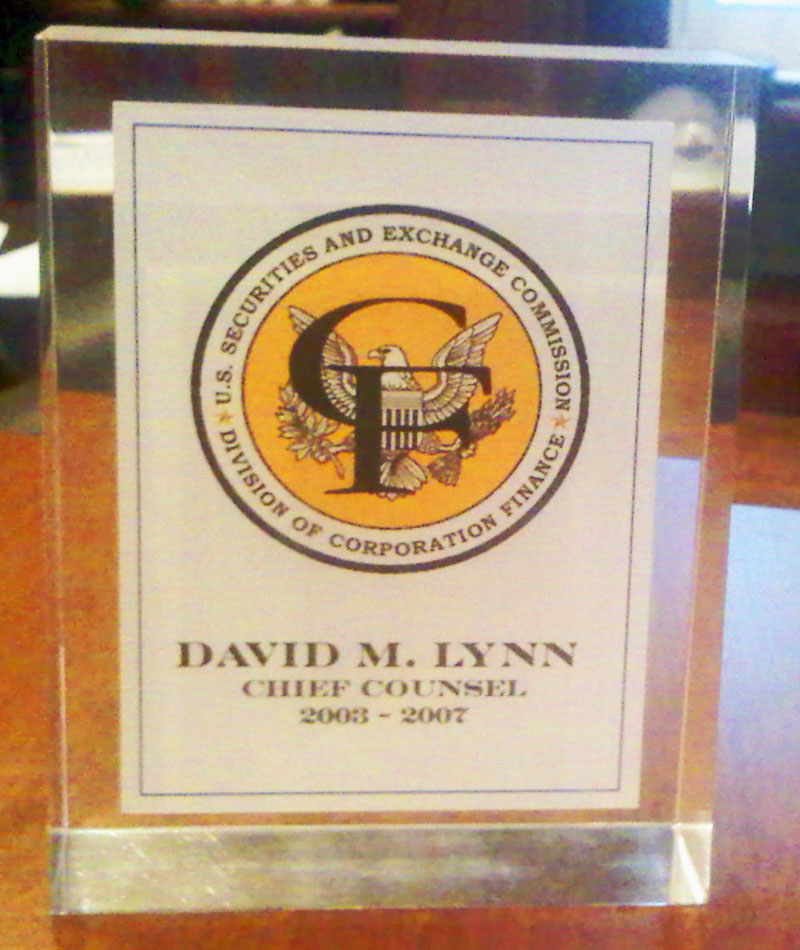 U.S. SECURITIES AND EXCHANGE COMMISSION
DIVISION OF CORPORATION FINANCE
CF
DAVID M. LYNN
CHIEF COUNSEL
2003 - 2007